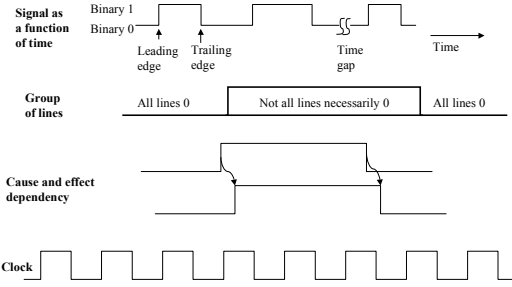 Signal as
a function
of time
Binary 1
Binary 0
Leading
edge
Trailing
edge
Time
gap
Time
Group
of lines
All lines 0
Not all lines necessarily 0
All lines 0
Cause and effect
dependency
Clock